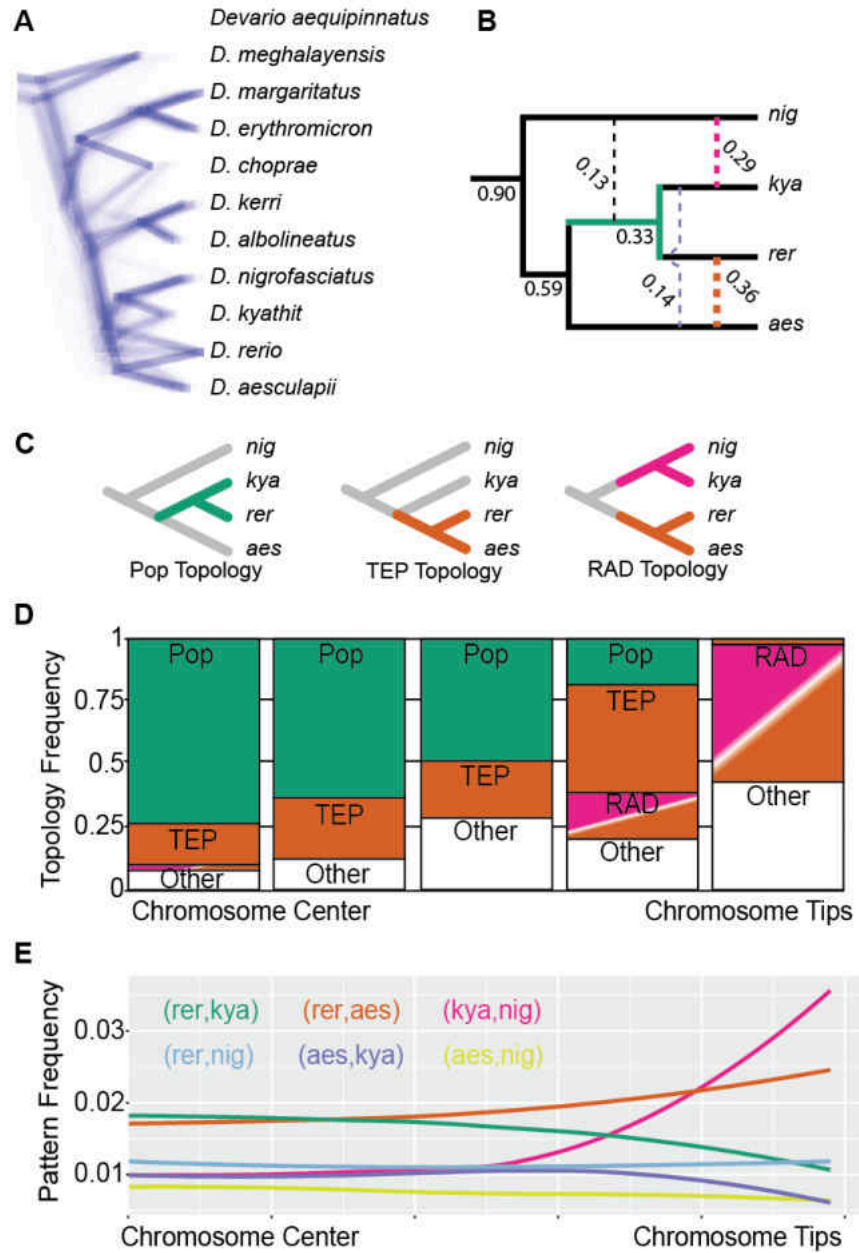 A
Devario aequipinnatus
D. meghalayensis
D. margaritatus
D. erythromicron
D. choprae
D. kerri
D. albolineatus
D. nigrofasciatus
D. kyathit
D. rerio
D. aesculapii
B
nig
0.29
0.13
0.90
kya
0.33
rer
0.59
0.14
0.36
aes
C
nig
kya
rer
aes
Pop Topology
nig
kya
rer
aes
TEP Topology
nig
kya
rer
aes
RAD Topology
D
Topology Frequency
1
0.75
0.5
0.25
0
Pop
TEP
Other
Pop
TEP
Other
Pop
TEP
Other
Pop
TEP
RAD
Other
RAD
Other
Chromosome Center
Chromosome Tips
E
Pattern Frequency
0.03
0.02
0.01
(rer,kya) (rer,aes) (kya,nig)
(rer,nig) (aes,kya) (aes,nig)
Chromosome Center
Chromosome Tips